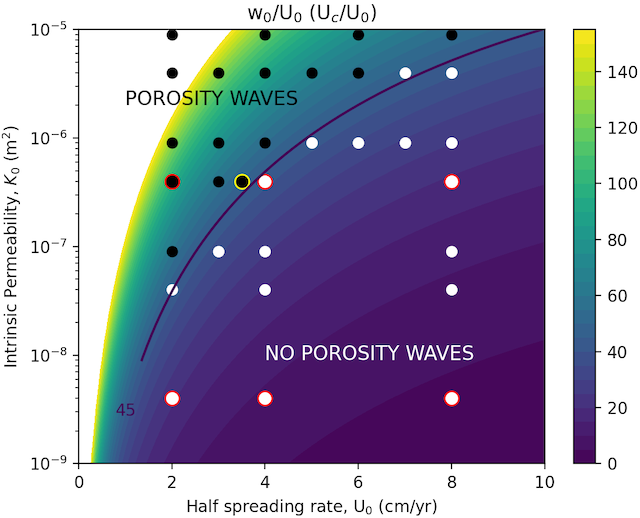 w₀/U₀ (U_c/U₀)
10⁻⁵
10⁻⁶
10⁻⁷
10⁻⁸
10⁻⁹
Intrinsic Permeability, K₀ (m²)
POROSITY WAVES
NO POROSITY WAVES
45
0 2 4 6 8 10
Half spreading rate, U₀ (cm/yr)
140
120
100
80
60
40
20
0